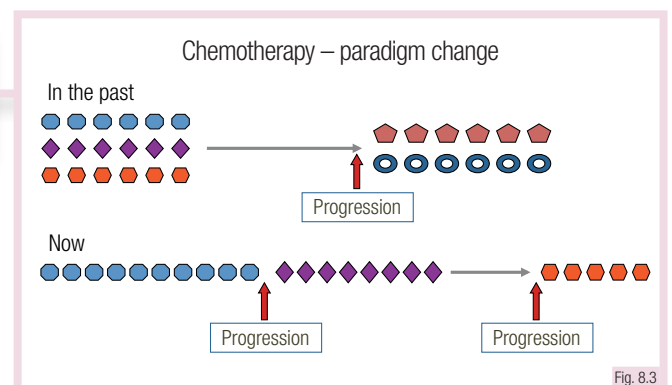 Chemotherapy – paradigm change
In the past
Progression
Now
Progression
Progression
Fig. 8.3